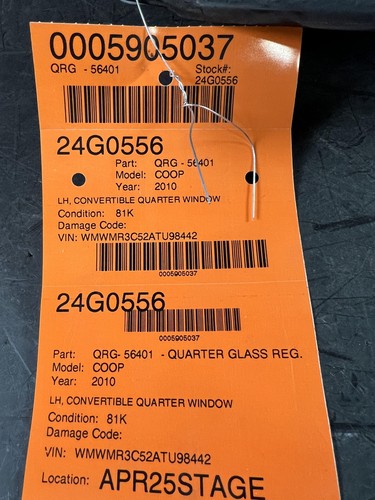 0005905037
QRG - 56401
Stock#:
24G0556
24G0556
Part: QRG - 56401
Model: COOP
Year: 2010
LH, CONVERTIBLE QUARTER WINDOW
Condition: 81K
Damage Code:
VIN: WMWMR3C52ATU98442
0005905037
24G0556
0005905037
Part: QRG- 56401 - QUARTER GLASS REG.
Model: COOP
Year: 2010
LH, CONVERTIBLE QUARTER WINDOW
Condition: 81K
Damage Code:
VIN: WMWMR3C52ATU98442
Location: APR25STAGE